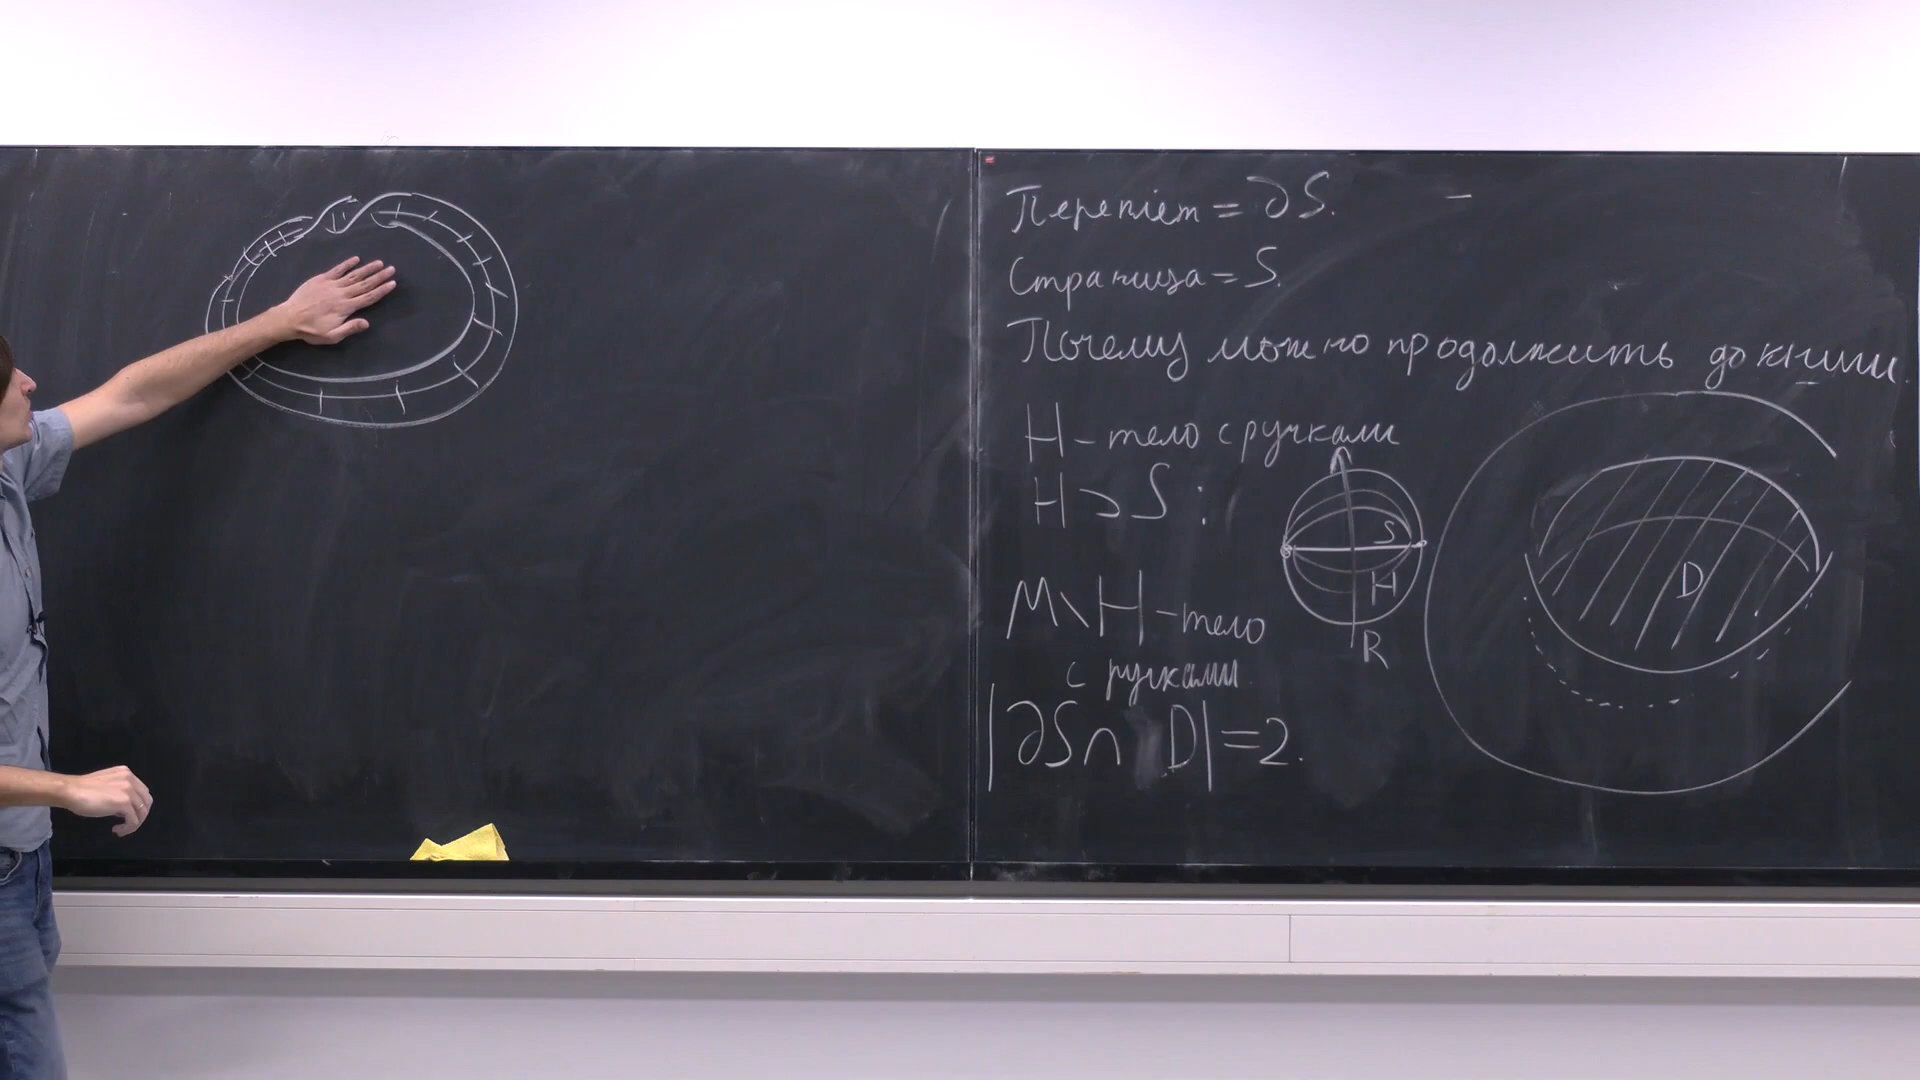 Переплёт = ∂S.
Страница = S.
Почему можно продолжить до книги.
H – тело с ручками
H ⊃ S :
S
H
R
D
M \ H – тело
с ручками
|∂S ∩ D| = 2.